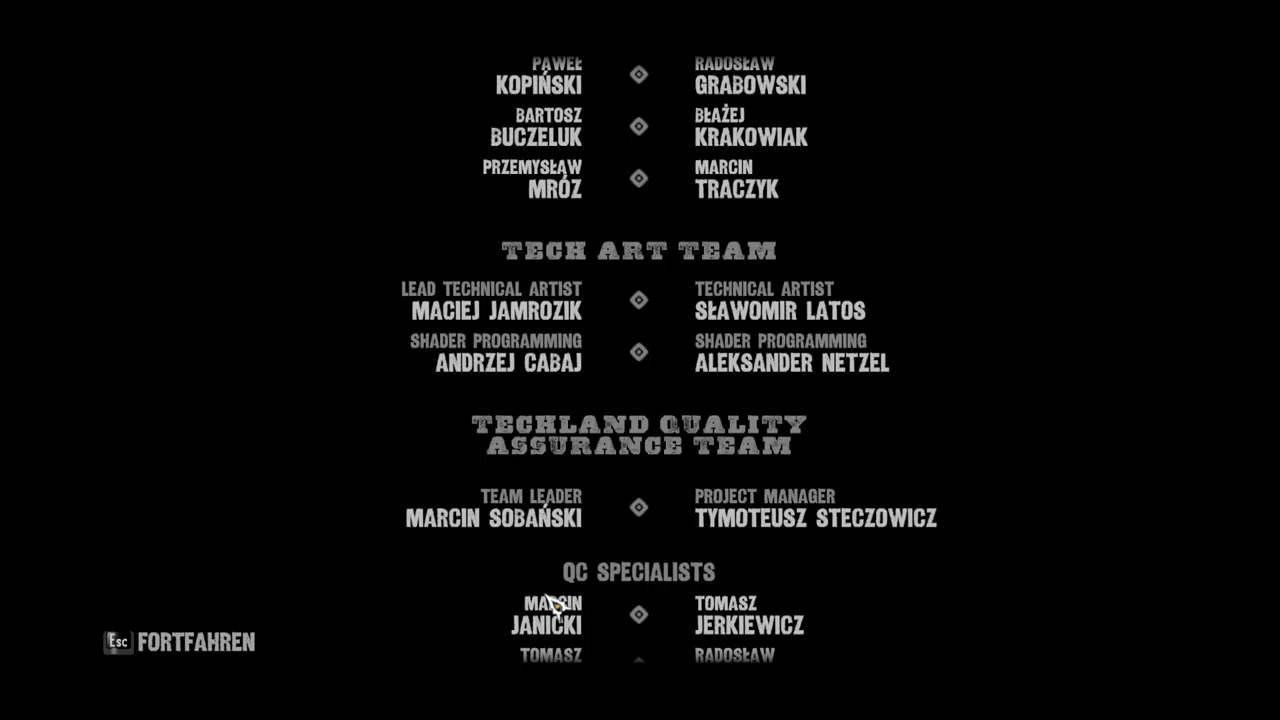 PAWEŁ RADOSŁAW
KOPIŃSKI GRABOWSKI
BARTOSZ BŁAŻEJ
BUCZELUK KRAKOWIAK
PRZEMYSŁAW MARCIN
MRÓZ TRACZYK
TECH ART TEAM
LEAD TECHNICAL ARTIST TECHNICAL ARTIST
MACIEJ JAMROZIK SŁAWOMIR LATOS
SHADER PROGRAMMING SHADER PROGRAMMING
ANDRZEJ CABAJ ALEKSANDER NETZEL
TECHLAND QUALITY
ASSURANCE TEAM
TEAM LEADER PROJECT MANAGER
MARCIN SOBAŃSKI TYMOTEUSZ STECZOWICZ
QC SPECIALISTS
MARCIN TOMASZ
JANICKI JERKIEWICZ
Esc FORTFAHREN
TOMASZ RADOSŁAW